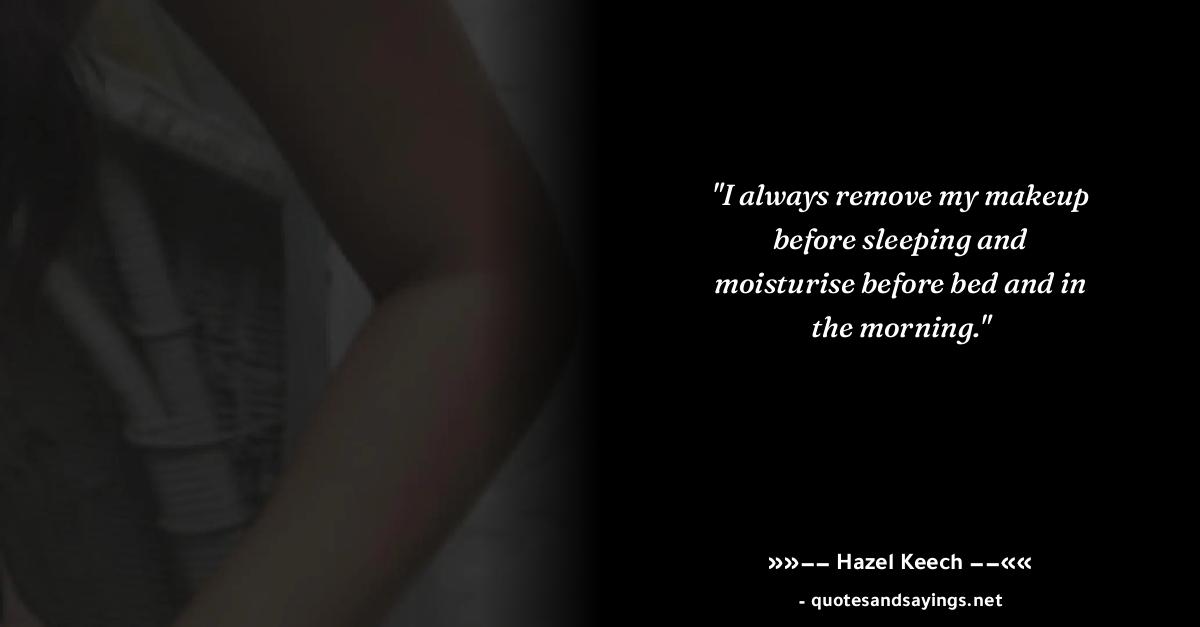 "I always remove my makeup
before sleeping and
moisturise before bed and in
the morning."
»»−− Hazel Keech −−««
- quotesandsayings.net